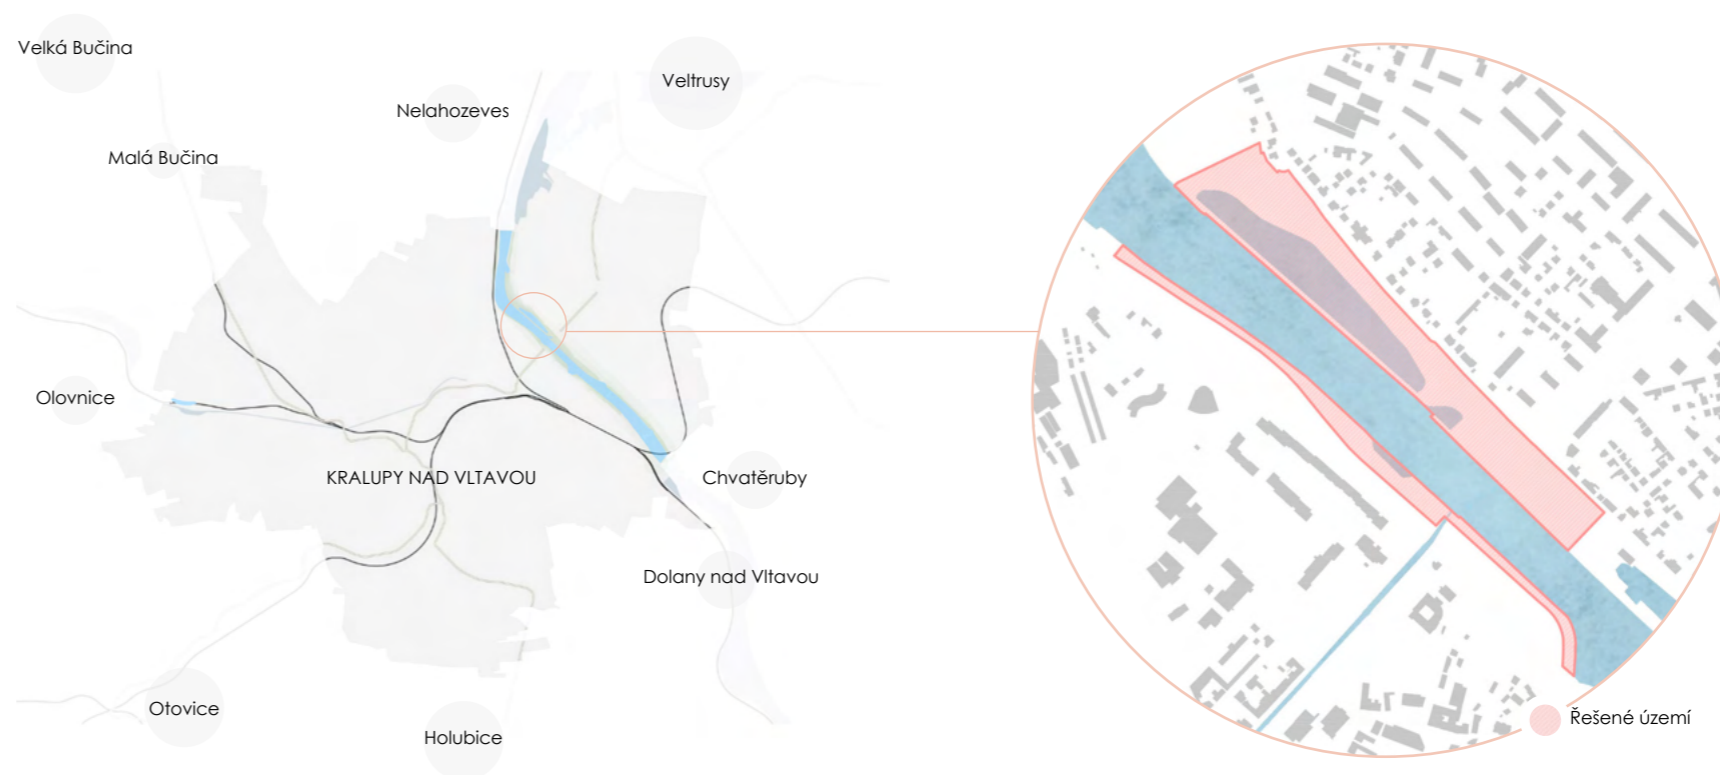 Velká Bučina
Veltrusy
Nelahozeves
Malá Bučina
Olovnice
KRALUPY NAD VLTAVOU
Chvatěruby
Dolany nad Vltavou
Otovice
Holubice
Řešené území